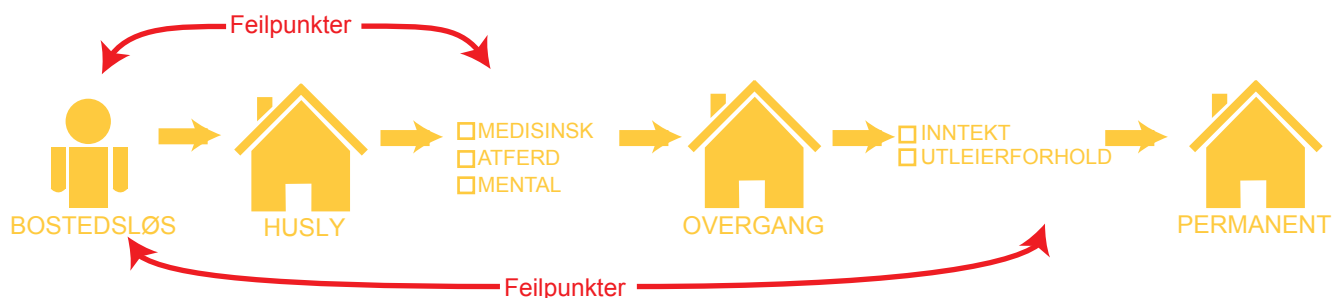 Feilpunkter
MEDISINSK
ATFERD
MENTAL
INNTEKT
UTLEIERFORHOLD
BOSTEDSLØS
HUSLY
OVERGANG
PERMANENT
Feilpunkter